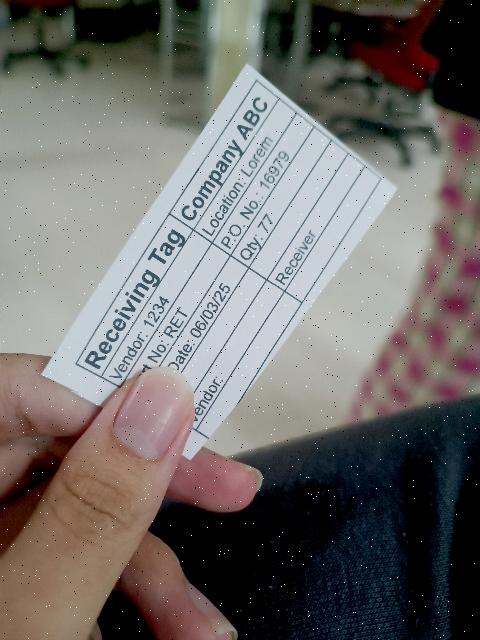 Receiving Tag Company ABC
Vendor: 1234 Location: Lorem
rt No: RET P.O. No.: 16979
Date: 06/03/25 Qty: 77
Vendor: Receiver